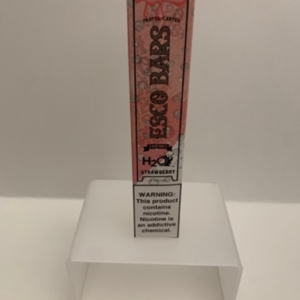 ESCO BARS
H2O
STRAWBERRY
WARNING:
This product
contains
nicotine.
Nicotine is
an addictive
chemical.